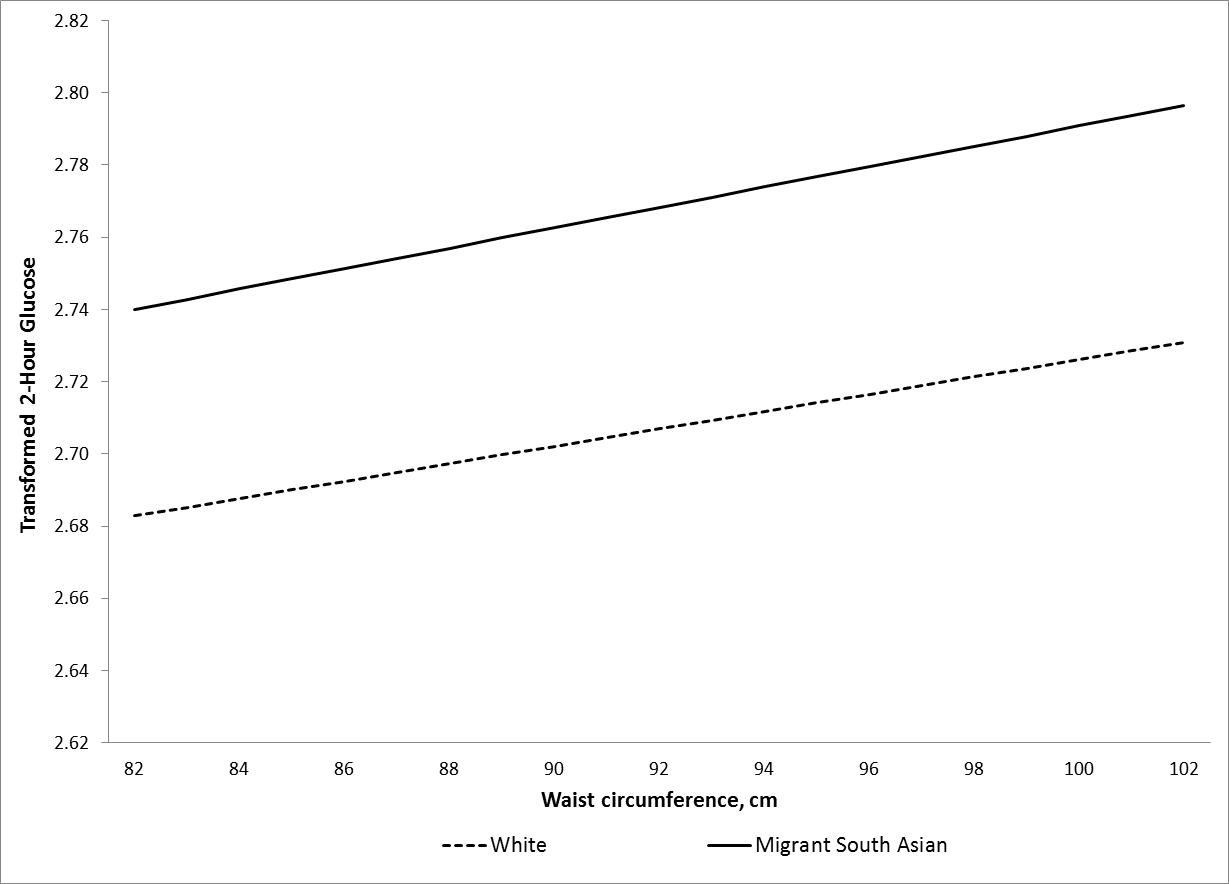 2.82
2.80
2.78
2.76
2.74
2.72
2.70
2.68
2.66
2.64
2.62
Transformed 2-Hour Glucose
82 84 86 88 90 92 94 96 98 100 102
Waist circumference, cm
White Migrant South Asian